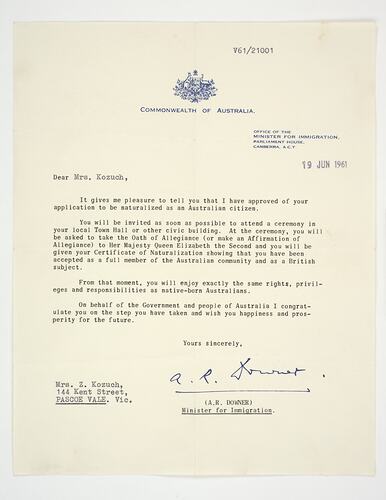 V61/21001
COMMONWEALTH OF AUSTRALIA.
OFFICE OF THE
MINISTER FOR IMMIGRATION,
PARLIAMENT HOUSE,
CANBERRA, A.C.T
19 JUN 1961
Dear Mrs. Kozuch,
It gives me pleasure to tell you that I have approved of your
application to be naturalized as an Australian citizen.
You will be invited as soon as possible to attend a ceremony in
your local Town Hall or other civic building. At the ceremony, you will
be asked to take the Oath of Allegiance (or make an Affirmation of
Allegiance) to Her Majesty Queen Elizabeth the Second and you will be
given your Certificate of Naturalization showing that you have been
accepted as a full member of the Australian community and as a British
subject.
From that moment, you will enjoy exactly the same rights, privil-
eges and responsibilities as native-born Australians.
On behalf of the Government and people of Australia I congrat-
ulate you on the step you have taken and wish you happiness and pros-
perity for the future.
Yours sincerely,
A. R. Downer.
(A.R. DOWNER)
Minister for Immigration.
Mrs. Z. Kozuch,
144 Kent Street,
PASCOE VALE. Vic.